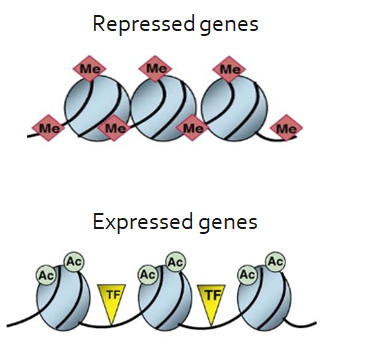 Repressed genes
Me Me Me
Me Me Me Me
Expressed genes
Ac Ac Ac Ac Ac Ac
TF TF